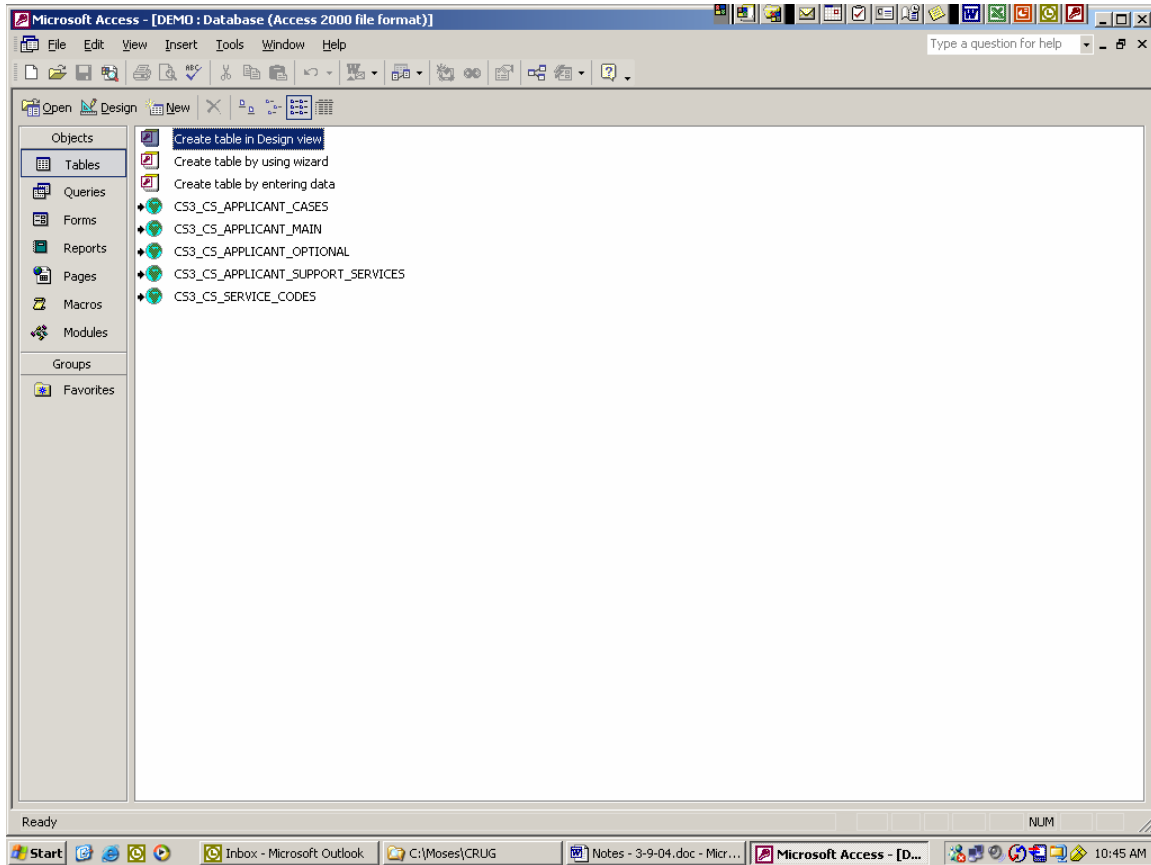 Microsoft Access - [DEMO : Database (Access 2000 file format)]
File Edit View Insert Tools Window Help
Type a question for help
Open Design New
Objects
Tables
Queries
Forms
Reports
Pages
Macros
Modules
Groups
Favorites
Create table in Design view
Create table by using wizard
Create table by entering data
CS3_CS_APPLICANT_CASES
CS3_CS_APPLICANT_MAIN
CS3_CS_APPLICANT_OPTIONAL
CS3_CS_APPLICANT_SUPPORT_SERVICES
CS3_CS_SERVICE_CODES
Ready
NUM
Start Inbox - Microsoft Outlook C:\Moses\CRUG Notes - 3-9-04.doc - Micr... Microsoft Access - [D... 10:45 AM